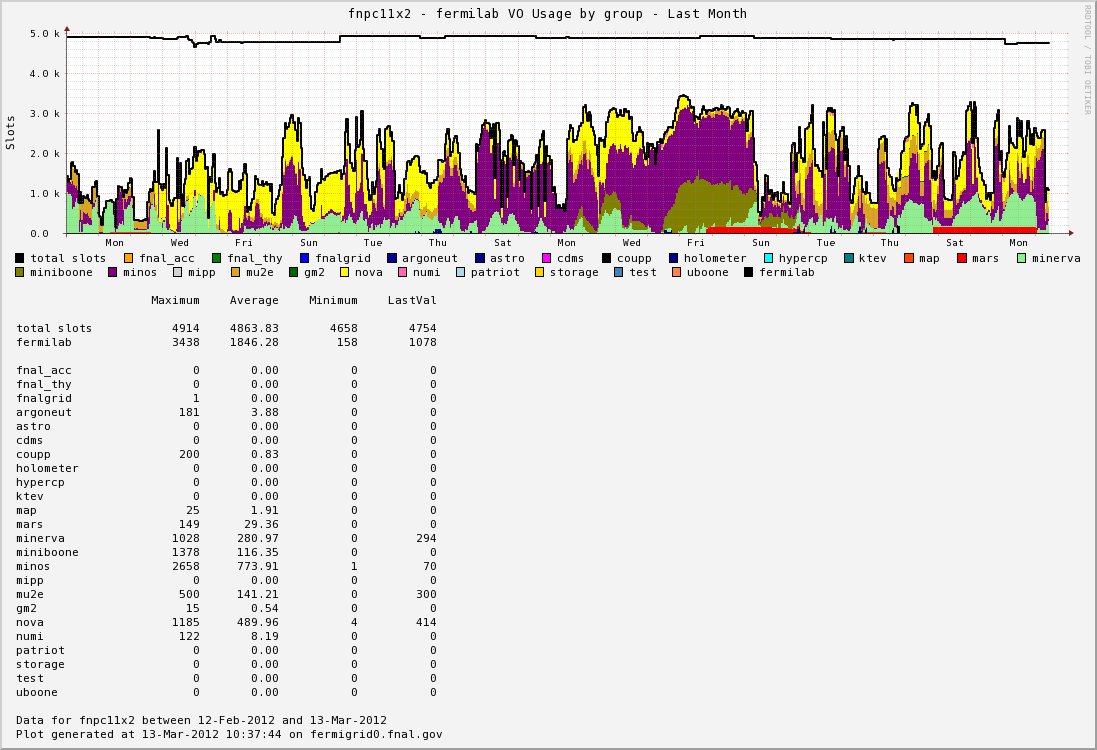 fnpc11x2 - fermilab VO Usage by group - Last Month
RRDTOOL / TOBI OETIKER
Slots
5.0 k
4.0 k
3.0 k
2.0 k
1.0 k
0.0
Mon Wed Fri Sun Tue Thu Sat Mon Wed Fri Sun Tue Thu Sat Mon
total slots fnal_acc fnal_thy fnalgrid argoneut astro cdms coupp holometer hypercp ktev map mars minerva
miniboone minos mipp mu2e gm2 nova numi patriot storage test uboone fermilab
Maximum Average Minimum LastVal
total slots 4914 4863.83 4658 4754
fermilab 3438 1846.28 158 1078
fnal_acc 0 0.00 0 0
fnal_thy 0 0.00 0 0
fnalgrid 1 0.00 0 0
argoneut 181 3.88 0 0
astro 0 0.00 0 0
cdms 0 0.00 0 0
coupp 200 0.83 0 0
holometer 0 0.00 0 0
hypercp 0 0.00 0 0
ktev 0 0.00 0 0
map 25 1.91 0 0
mars 149 29.36 0 0
minerva 1028 280.97 0 294
miniboone 1378 116.35 0 0
minos 2658 773.91 1 70
mipp 0 0.00 0 0
mu2e 500 141.21 0 300
gm2 15 0.54 0 0
nova 1185 489.96 4 414
numi 122 8.19 0 0
patriot 0 0.00 0 0
storage 0 0.00 0 0
test 0 0.00 0 0
uboone 0 0.00 0 0
Data for fnpc11x2 between 12-Feb-2012 and 13-Mar-2012
Plot generated at 13-Mar-2012 10:37:44 on fermigrid0.fnal.gov